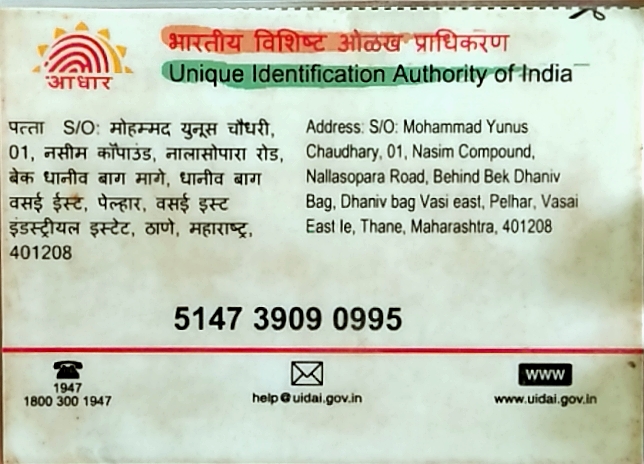 आधार
भारतीय विशिष्ट ओळख प्राधिकरण
Unique Identification Authority of India
पत्ता S/O: मोहम्मद युनूस चौधरी,
01, नसीम कॉंपाउंड, नालासोपारा रोड,
बेक धानीव बाग मागे, धानीव बाग
वसई ईस्ट, पेल्हार, वसई इस्ट
इंडस्ट्रीयल इस्टेट, ठाणे, महाराष्ट्र,
401208
Address: S/O: Mohammad Yunus
Chaudhary, 01, Nasim Compound,
Nallasopara Road, Behind Bek Dhaniv
Bag, Dhaniv bag Vasi east, Pelhar, Vasai
East Ie, Thane, Maharashtra, 401208
5147 3909 0995
1947
1800 300 1947
help@uidai.gov.in
WWW
www.uidai.gov.in